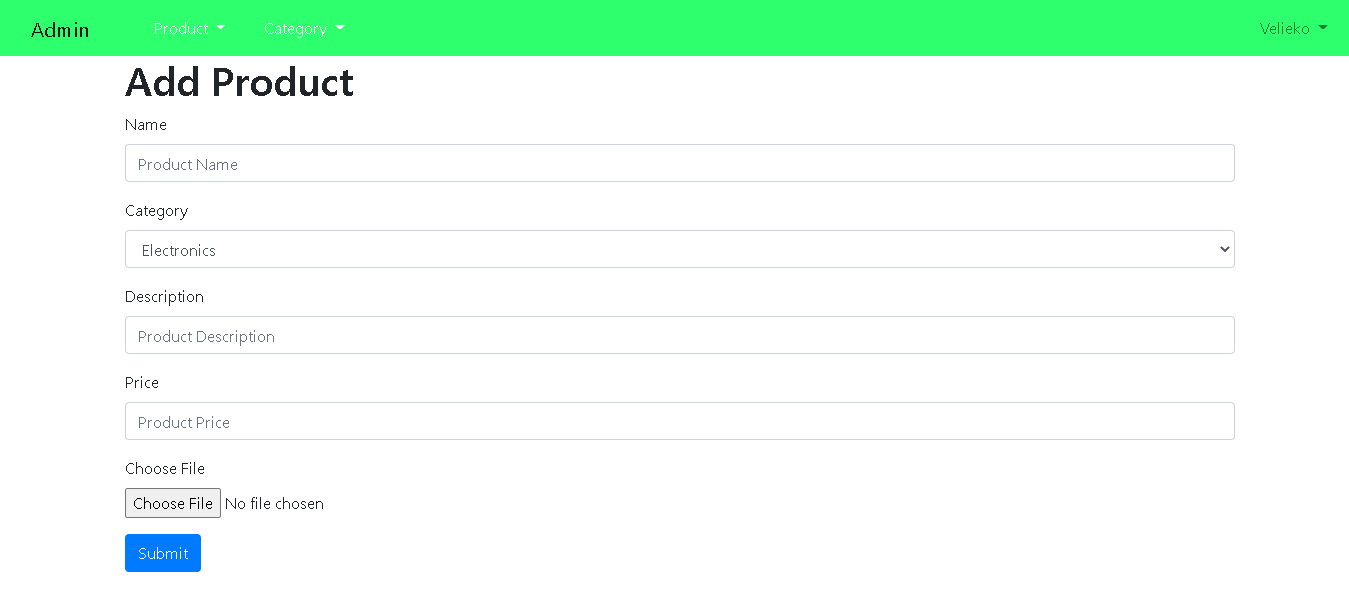 Admin Product Category Velieko
Add Product
Name
Product Name
Category
Electronics
Description
Product Description
Price
Product Price
Choose File
Choose File No file chosen
Submit